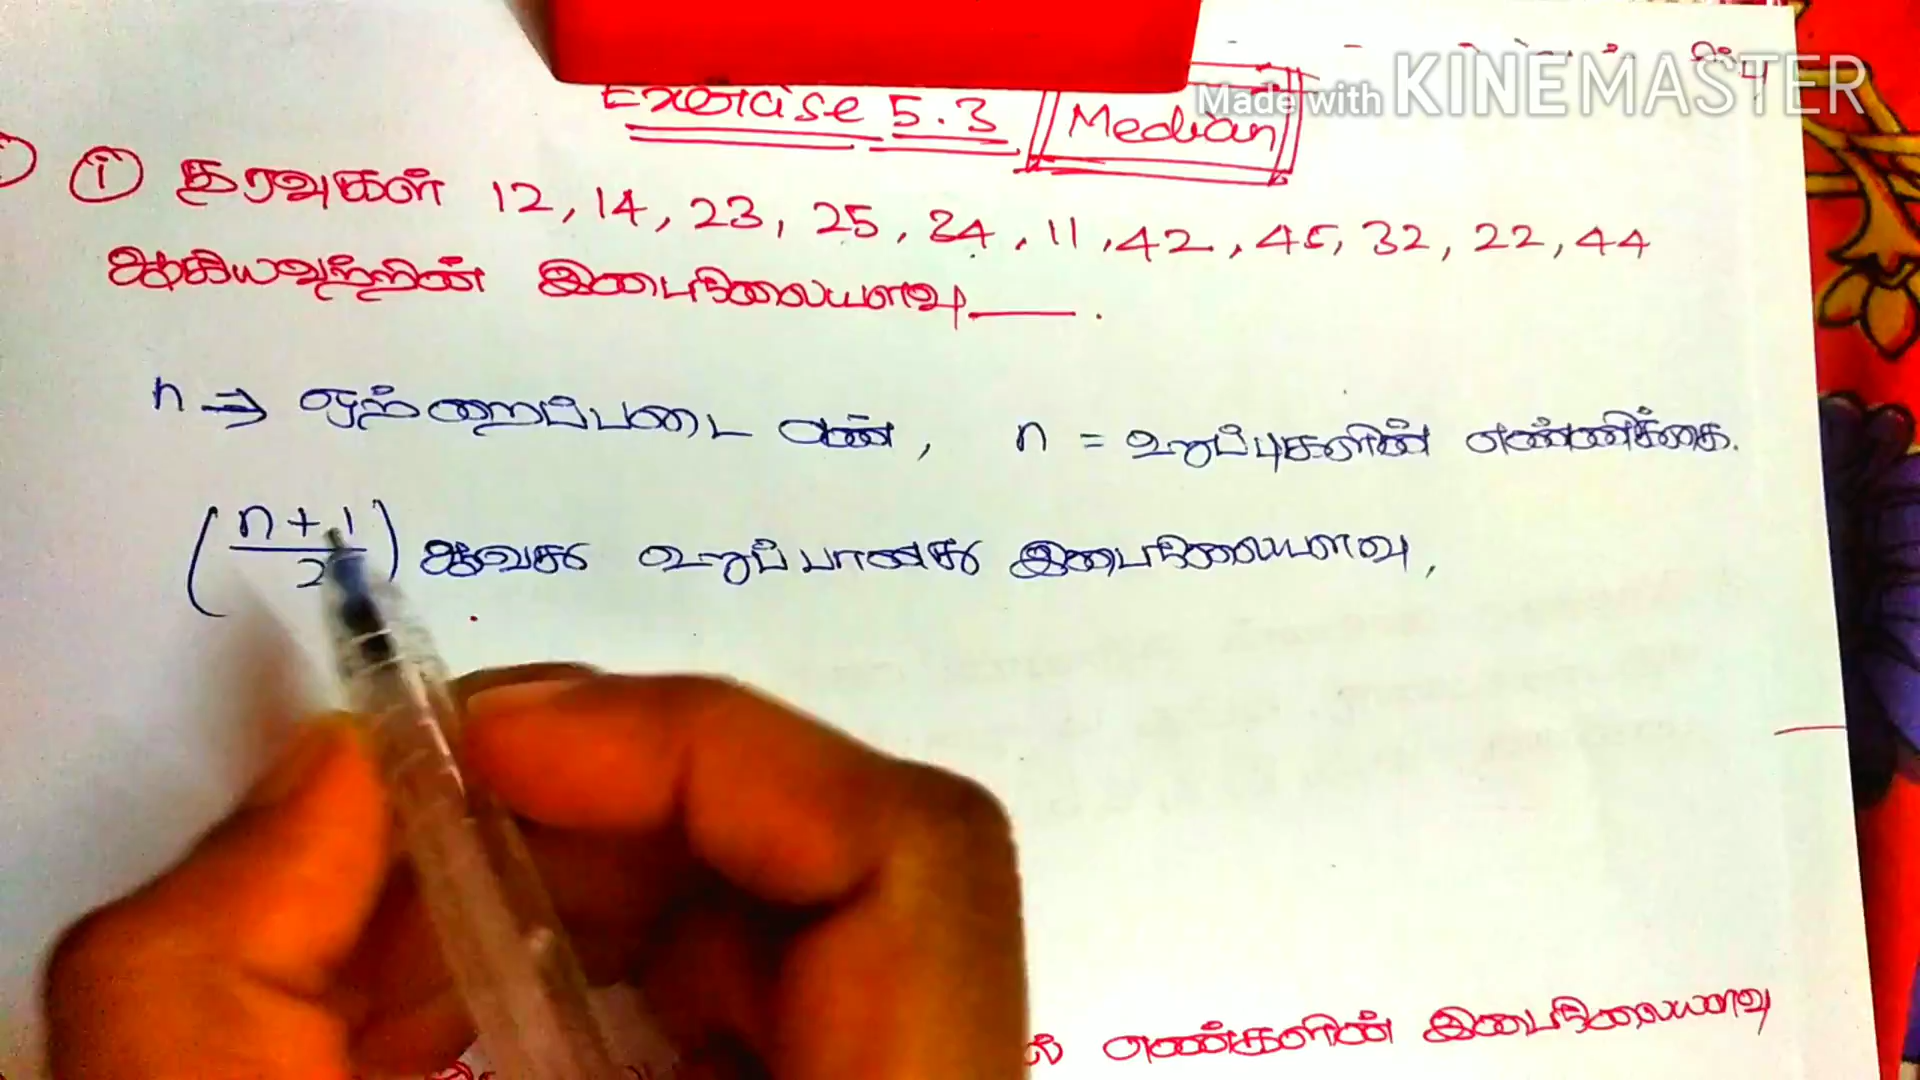 Made with KINEMASTER
Exercise 5.3 Median
i தரவுகள் 12, 14, 23, 25, 34, 11, 42, 45, 32, 22, 44
ஆகியவற்றின் இடைநிலையளவு ____ .
n ⇒ ஒற்றைப்படை எண், n = உறுப்புகளின் எண்ணிக்கை.
(n+1/2) ஆவது உறுப்பானது இடைநிலையளவு,
எண்களின் இடைநிலையளவு